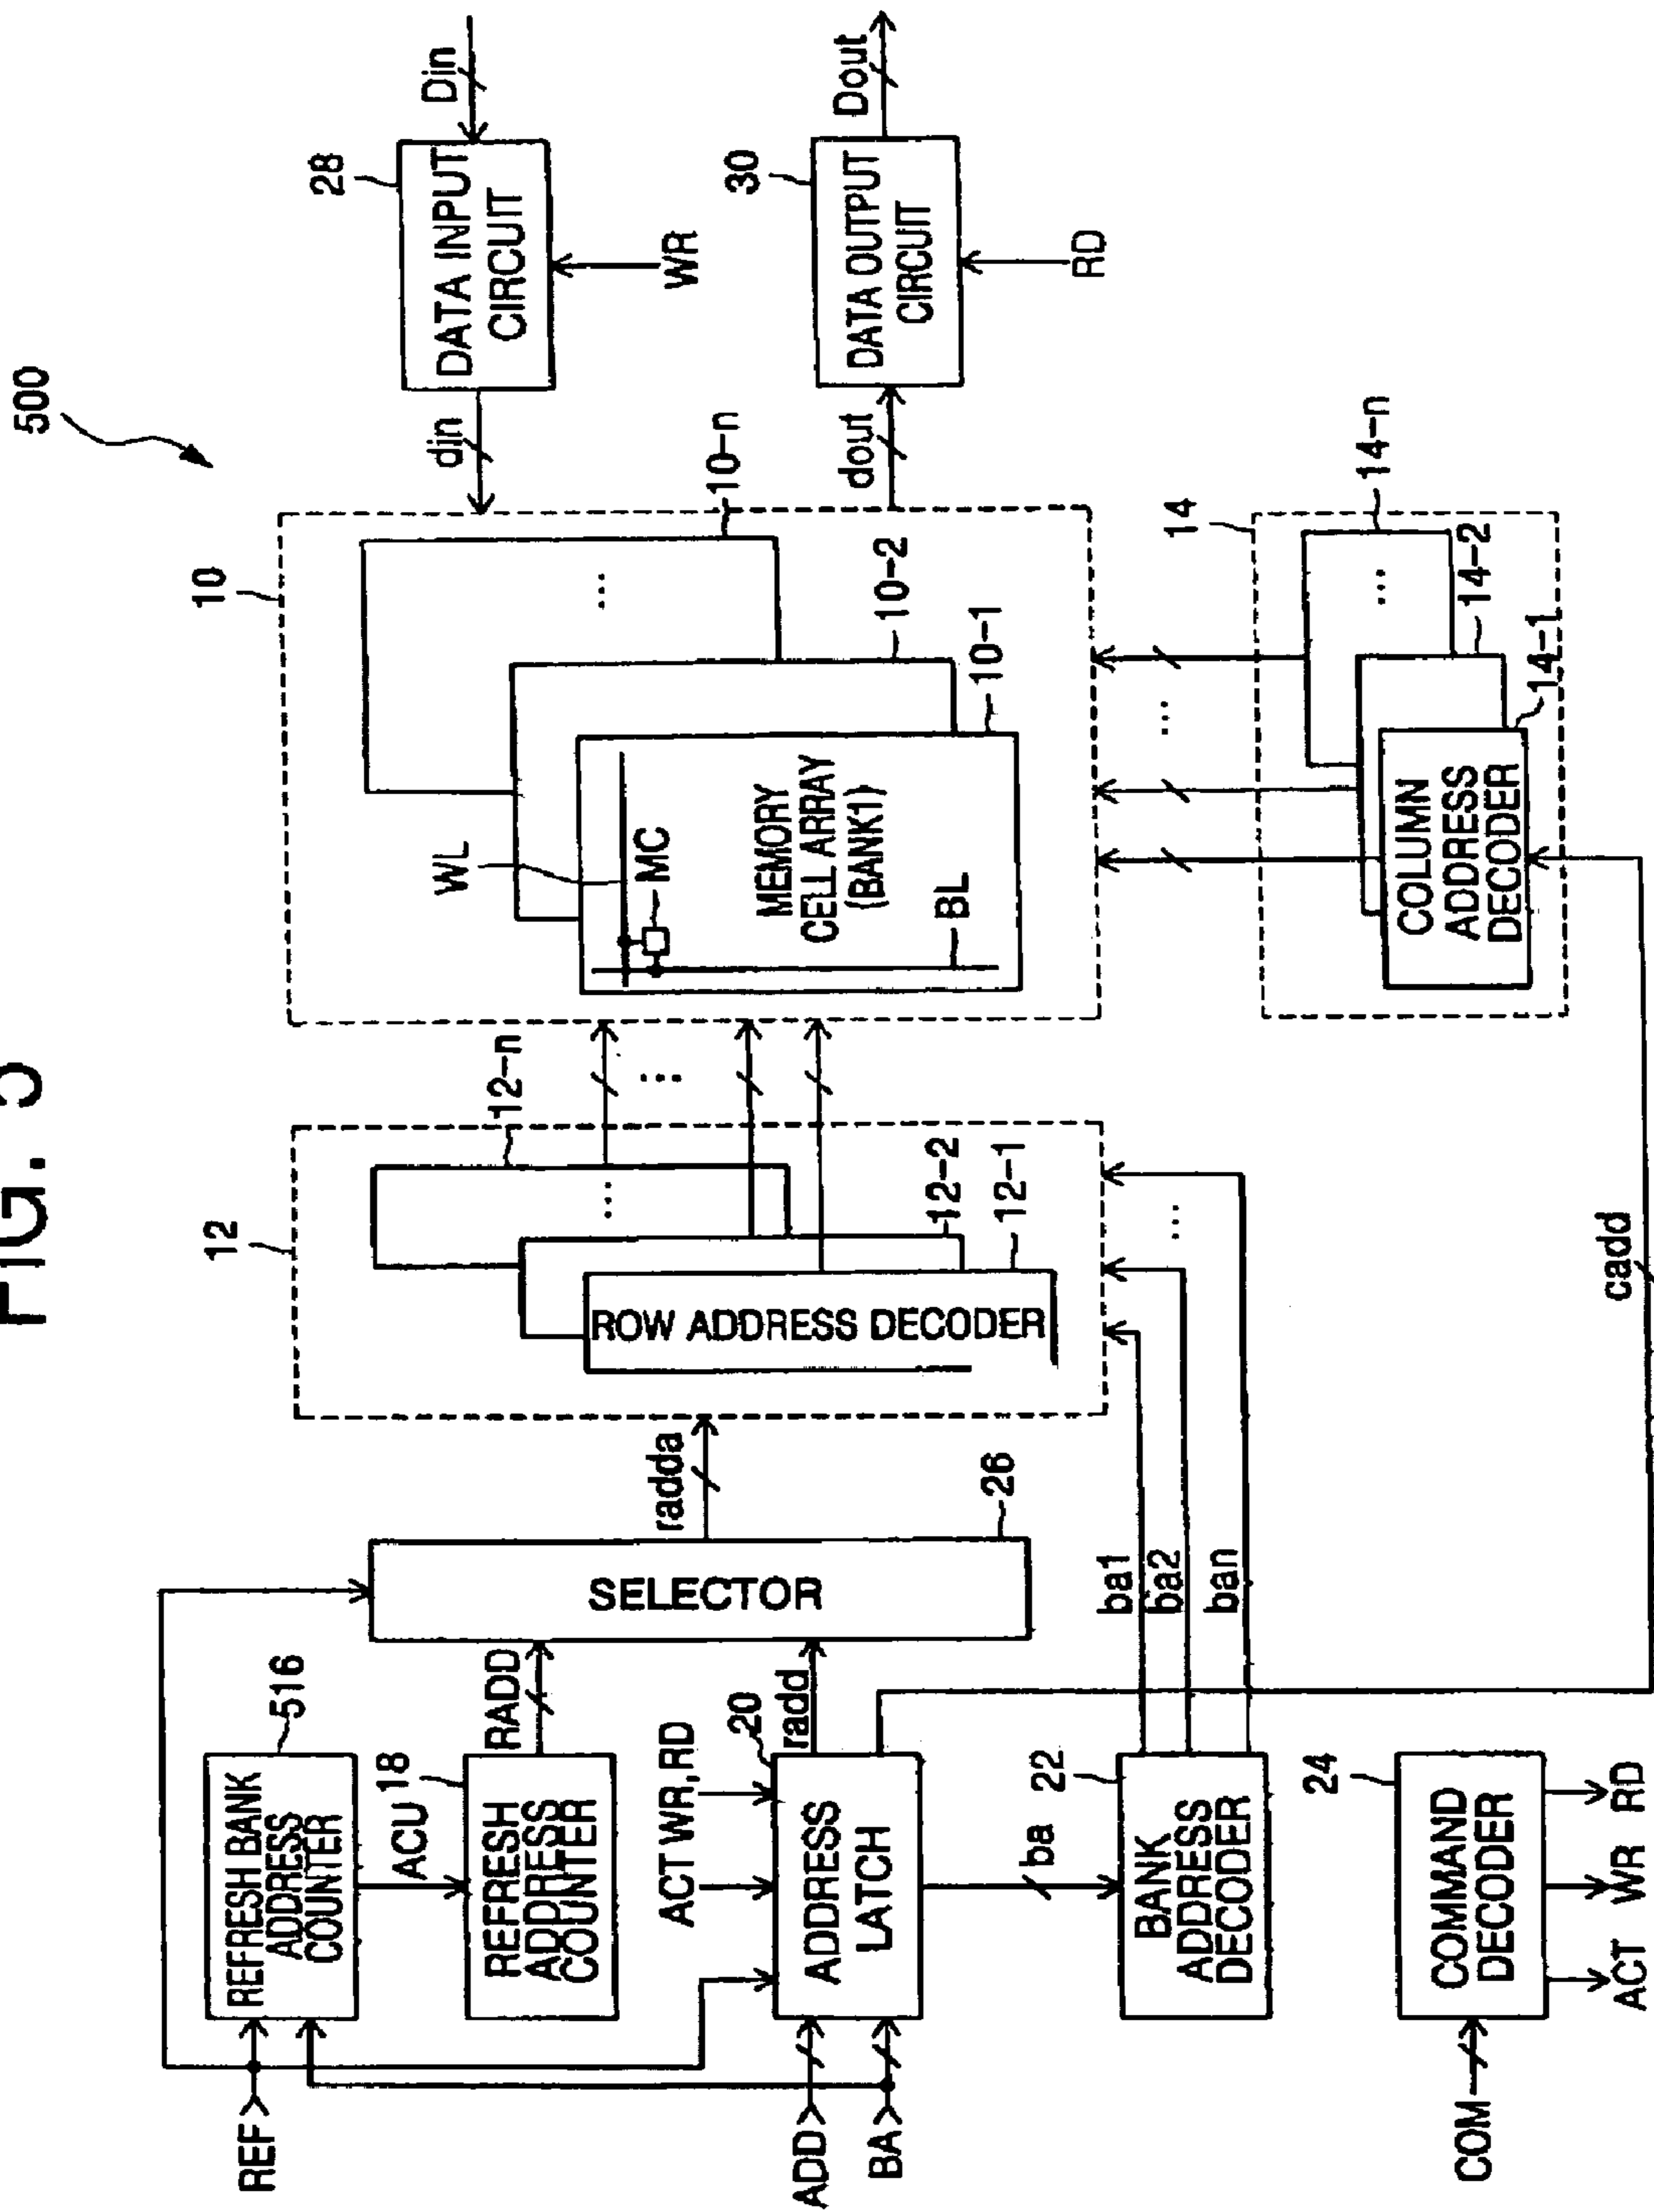 FIG. 5
500
REF
REFRESH BANK
ADDRESS
COUNTER
516
ACU
18
REFRESH
ADDRESS
COUNTER
RADD
ACT WR, RD
20
ADDRESS
LATCH
radd
ADD
BA
ba
22
BANK
ADDRESS
DECODER
ba1
ba2
ban
COM
24
COMMAND
DECODER
ACT WR RD
SELECTOR
26
radda
12
12-n
...
12-2
12-1
ROW ADDRESS DECODER
...
...
cadd
10
10-n
...
10-2
10-1
WL
MC
MEMORY
CELL ARRAY
(BANK1)
BL
...
14
14-n
...
14-2
14-1
COLUMN
ADDRESS
DECODER
din
28
DATA INPUT
CIRCUIT
Din
WR
dout
30
DATA OUTPUT
CIRCUIT
Dout
RD